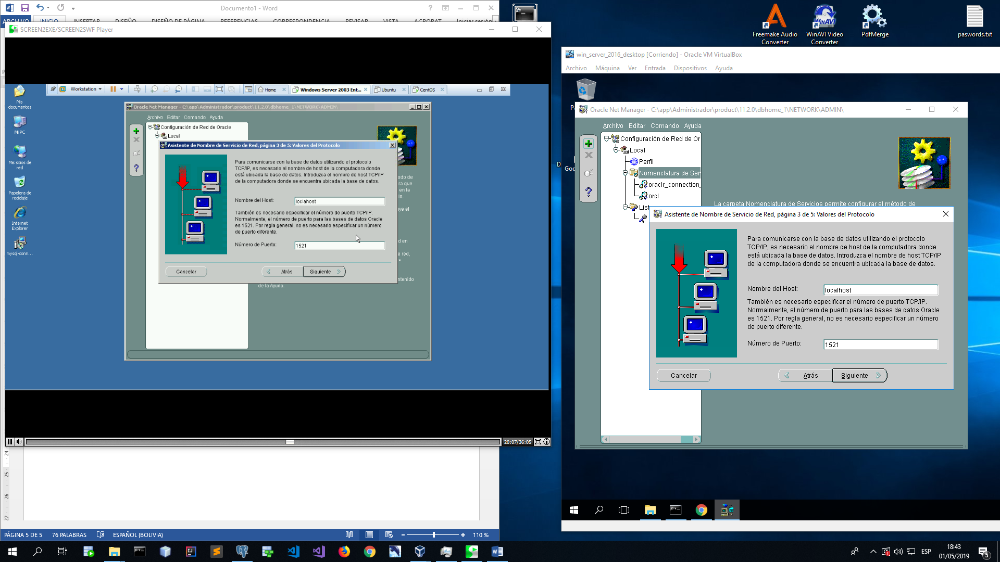 Documento1 - Word
ARCHIVO INICIO INSERTAR DISEÑO DISEÑO DE PÁGINA REFERENCIAS CORRESPONDENCIA REVISAR VISTA ACROBAT Iniciar sesión
SCREEN2EXE/SCREEN2SWF Player
Workstation
Home
Windows Server 2003 Ent...
Ubuntu
CentOS
Mis documentos
Mi PC
Mis sitios de red
Papelera de reciclaje
Internet Explorer
mysql-conn...
Oracle Net Manager - C:\app\Administrador\product\11.2.0\dbhome_1\NETWORK\ADMIN\
Archivo Editar Comando Ayuda
Configuración de Red de Oracle
Local
Asistente de Nombre de Servicio de Red, página 3 de 5: Valores del Protocolo
Para comunicarse con la base de datos utilizando el protocolo
TCP/IP, es necesario el nombre de host de la computadora donde
está ubicada la base de datos. Introduzca el nombre de host TCP/IP
de la computadora donde se encuentra ubicada la base de datos.
Nombre del Host: loclahost
También es necesario especificar el número de puerto TCP/IP.
Normalmente, el número de puerto para las bases de datos Oracle
es 1521. Por regla general, no es necesario especificar un número
de puerto diferente.
Número de Puerto: 1521
Cancelar Atrás Siguiente
de la Ayuda.
20:07/36:05
24
25
26
27
PÁGINA 5 DE 5 76 PALABRAS ESPAÑOL (BOLIVIA) 110 %
Freemake Audio Converter
WinAVI Video Converter
PdfMerge
paswords.txt
win_server_2016_desktop [Corriendo] - Oracle VM VirtualBox
Archivo Máquina Ver Entrada Dispositivos Ayuda
Oracle Net Manager - C:\app\Administrador\product\11.2.0\dbhome_1\NETWORK\ADMIN\
Archivo Editar Comando Ayuda
Configuración de Red de Or
Local
Perfil
Nomenclatura de Ser
oraclr_connection_
orcl
List
La carpeta Nomenclatura de Servicios permite configurar el método de
Asistente de Nombre de Servicio de Red, página 3 de 5: Valores del Protocolo
Para comunicarse con la base de datos utilizando el protocolo
TCP/IP, es necesario el nombre de host de la computadora donde
está ubicada la base de datos. Introduzca el nombre de host TCP/IP
de la computadora donde se encuentra ubicada la base de datos.
Nombre del Host: localhost
También es necesario especificar el número de puerto TCP/IP.
Normalmente, el número de puerto para las bases de datos Oracle
es 1521. Por regla general, no es necesario especificar un número
de puerto diferente.
Número de Puerto: 1521
Cancelar Atrás Siguiente
ESP
18:43
01/05/2019
5